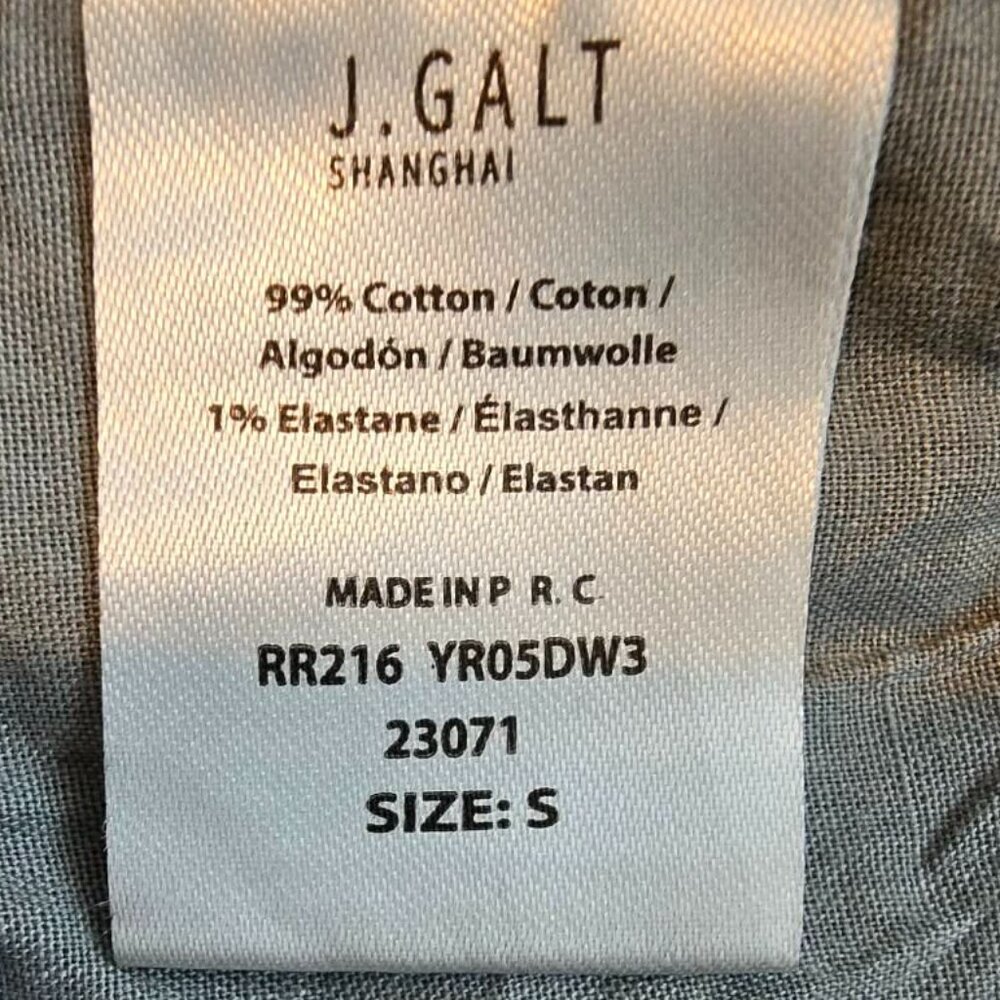 J.GALT
SHANGHAI
99% Cotton / Coton /
Algodón / Baumwolle
1% Elastane / Élasthanne /
Elastano / Elastan
MADE IN P R. C.
RR216 YR05DW3
23071
SIZE: S